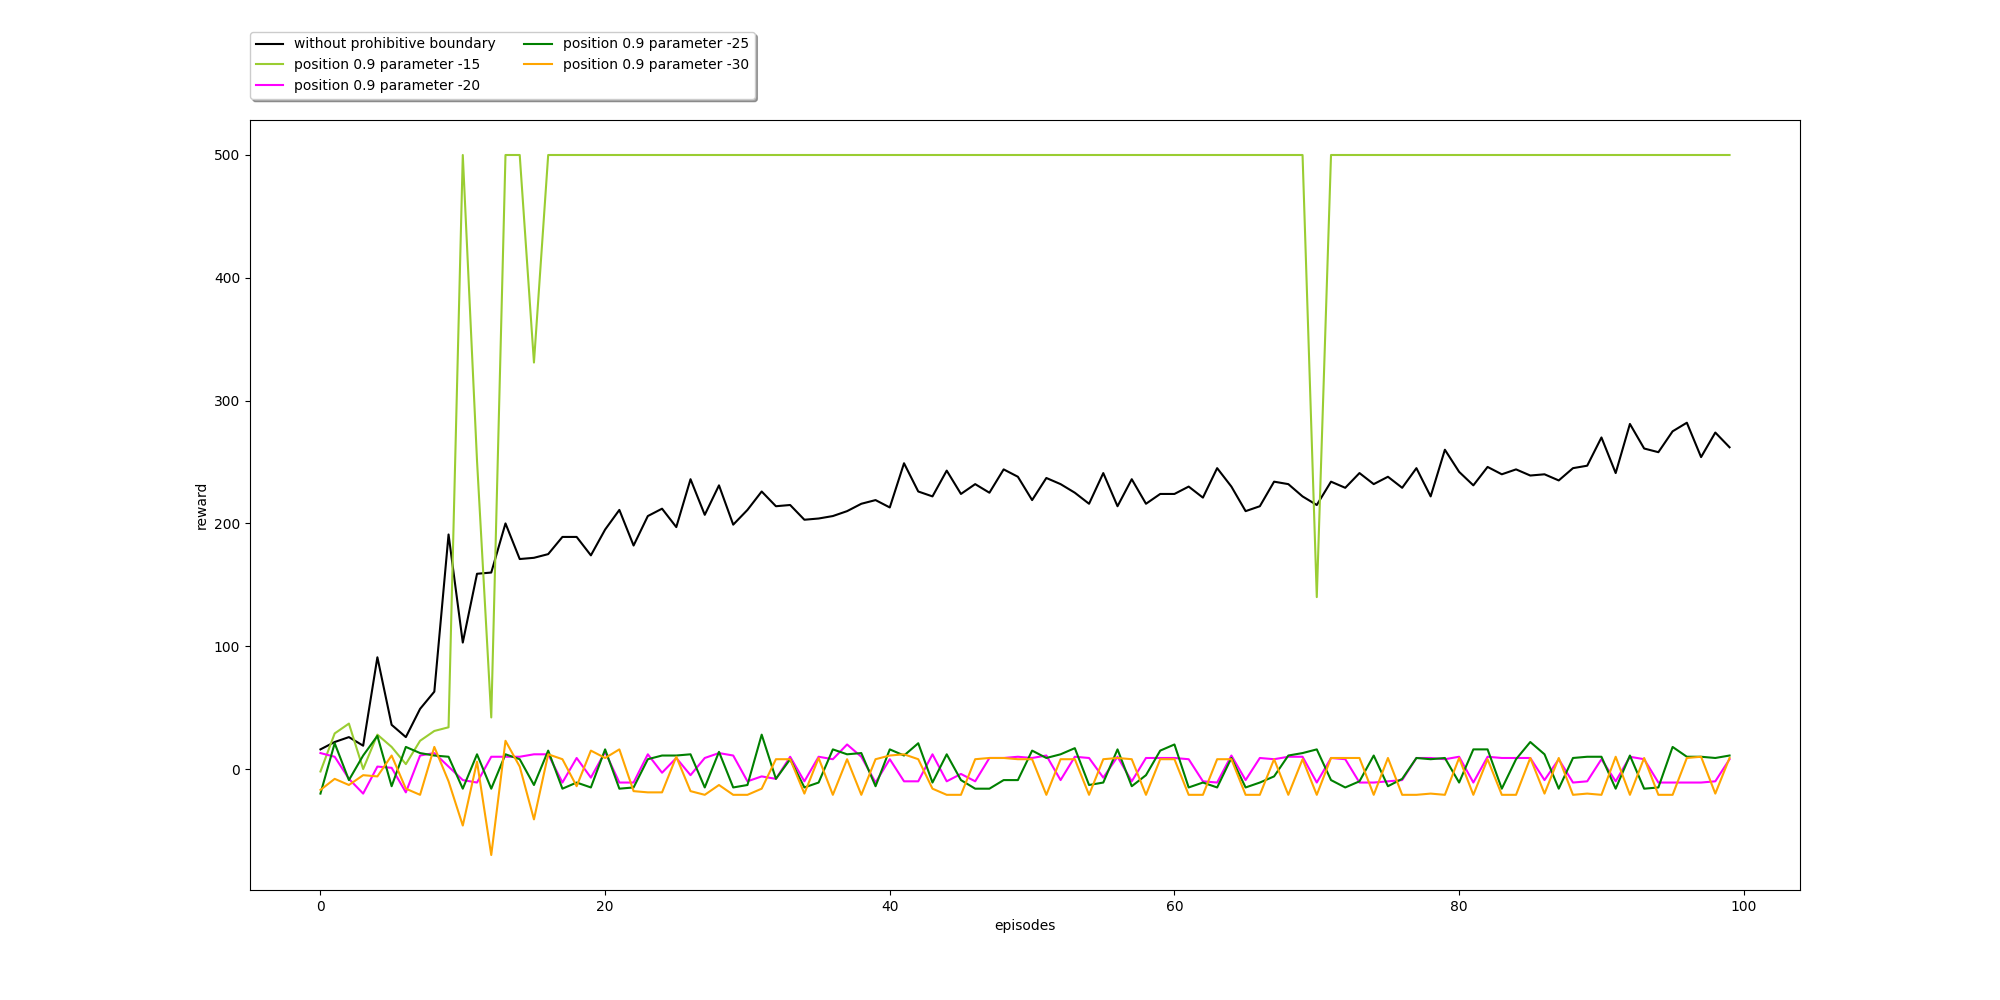 without prohibitive boundary
position 0.9 parameter -15
position 0.9 parameter -20
position 0.9 parameter -25
position 0.9 parameter -30
500
400
300
200
100
0
reward
0 20 40 60 80 100
episodes